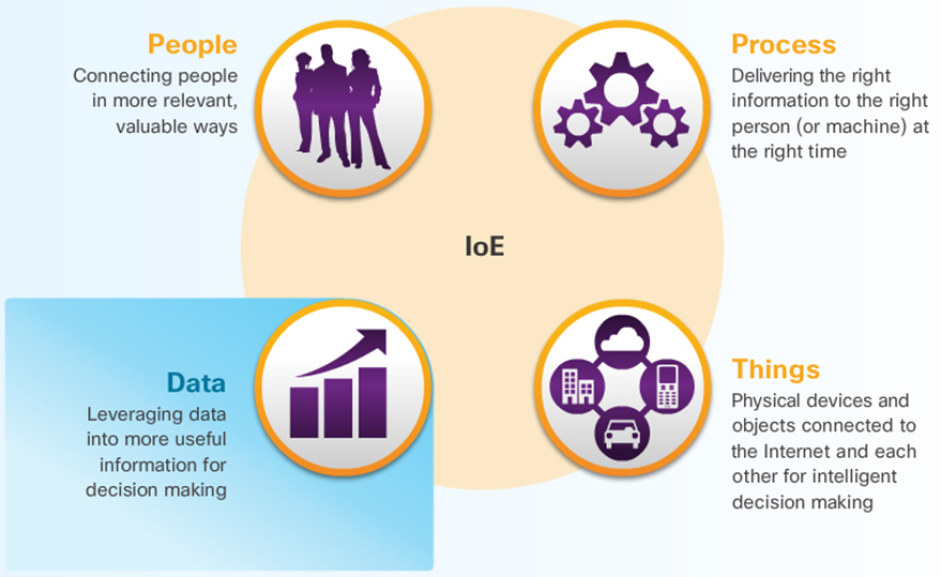 People
Connecting people
in more relevant,
valuable ways
Process
Delivering the right
information to the right
person (or machine) at
the right time
IoE
Data
Leveraging data
into more useful
information for
decision making
Things
Physical devices and
objects connected to
the Internet and each
other for intelligent
decision making